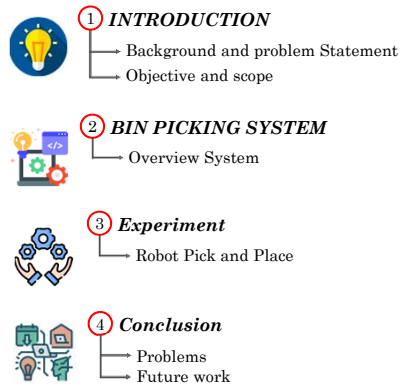 1 INTRODUCTION
Background and problem Statement
Objective and scope
</>
2 BIN PICKING SYSTEM
Overview System
3 Experiment
Robot Pick and Place
4 Conclusion
Problems
Future work